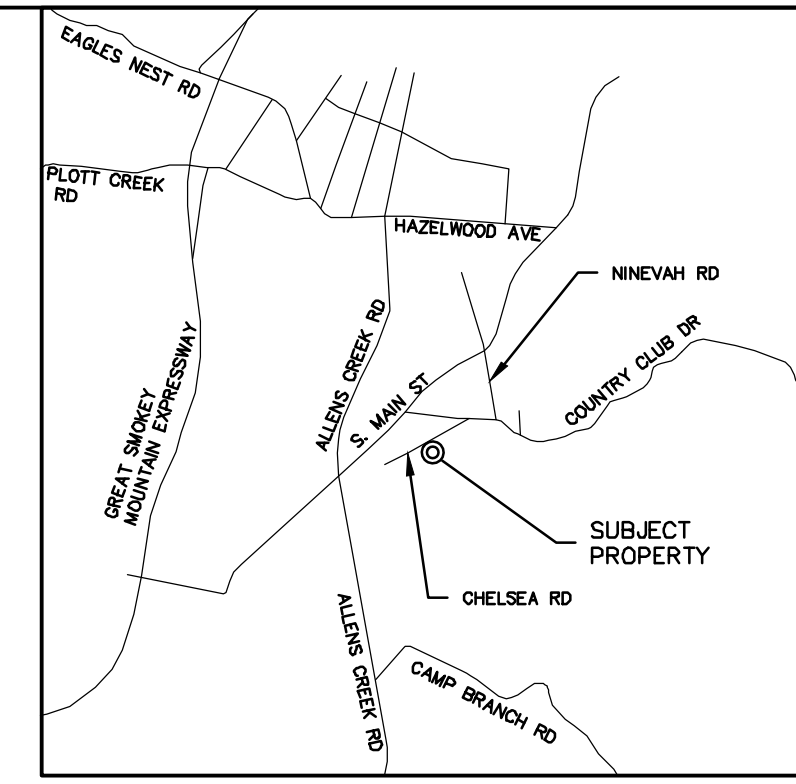 EAGLES NEST RD
PLOTT CREEK
RD
HAZELWOOD AVE
NINEVAH RD
COUNTRY CLUB DR
ALLENS CREEK RD
S. MAIN ST
GREAT SMOKEY
MOUNTAIN EXPRESSWAY
SUBJECT
PROPERTY
CHELSEA RD
ALLENS CREEK RD
CAMP BRANCH RD